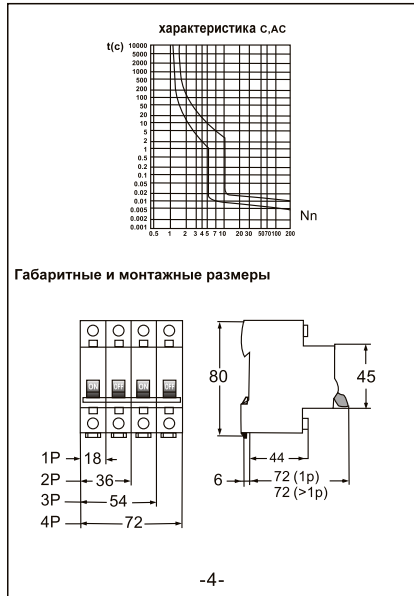 характеристика C,AC
t(c)
10000
5000
2000
1000
500
200
100
50
20
10
5
2
1
0.5
0.2
0.1
0.05
0.02
0.01
0.005
0.002
0.001
Nn
0.5 1 2 3 4 5 7 10 20 30 50 70 100 200
Габаритные и монтажные размеры
ON OFF ON OFF
80
45
1P 18
2P 36
3P 54
4P 72
44
6
72 (1p)
72 (>1p)
-4-